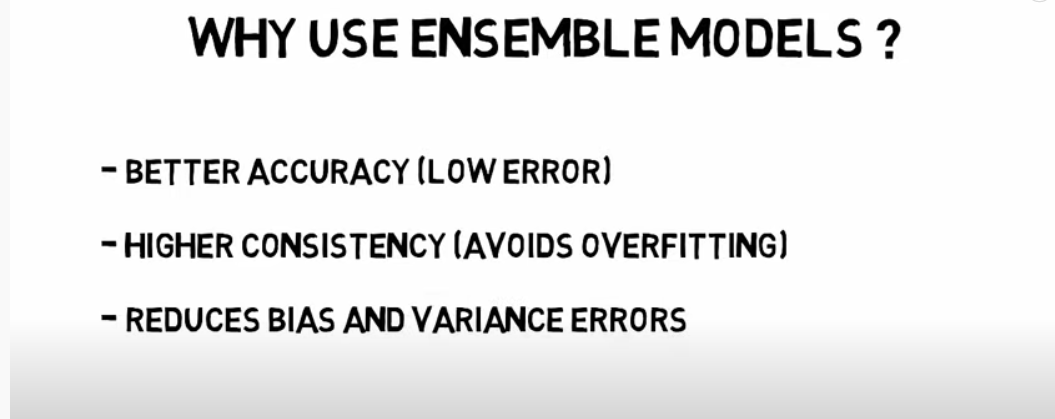 WHY USE ENSEMBLE MODELS ?
- BETTER ACCURACY (LOW ERROR)
- HIGHER CONSISTENCY (AVOIDS OVERFITTING)
- REDUCES BIAS AND VARIANCE ERRORS